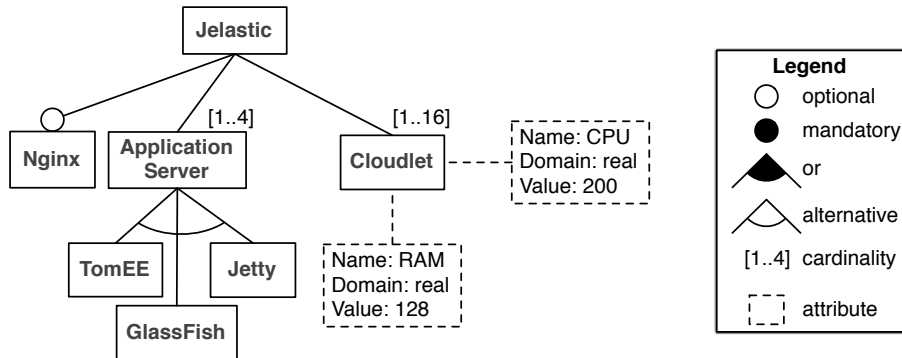 Jelastic
[1..4]
[1..16]
Nginx
Application
Server
Cloudlet
Name: CPU
Domain: real
Value: 200
TomEE
Jetty
GlassFish
Name: RAM
Domain: real
Value: 128
Legend
optional
mandatory
or
alternative
[1..4] cardinality
attribute